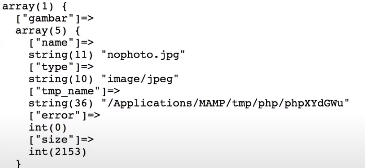 array(1) {
["gambar"]=>
array(5) {
["name"]=>
string(11) "nophoto.jpg"
["type"]=>
string(10) "image/jpeg"
["tmp_name"]=>
string(36) "/Applications/MAMP/tmp/php/phpXYdGWu"
["error"]=>
int(0)
["size"]=>
int(2153)
}